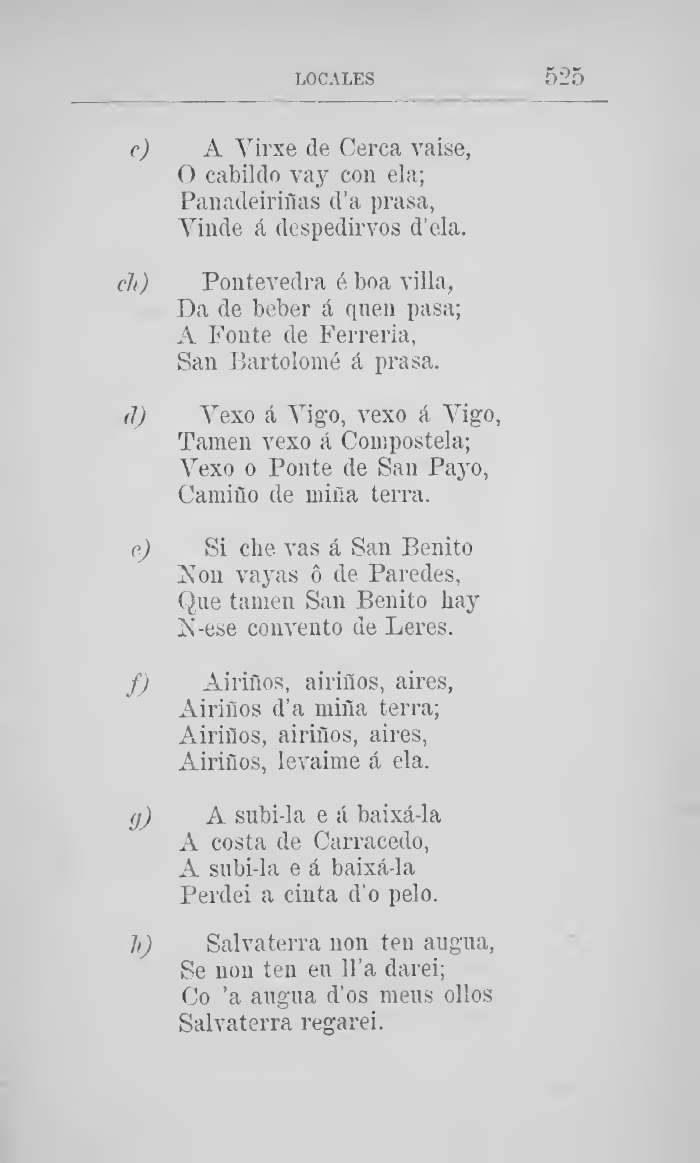 LOCALES 525
c) A Virxe de Cerca vaise,
O cabildo vay con ela;
Panadeiriñas d'a prasa,
Vinde á despedirvos d'ela.
ch) Pontevedra é boa villa,
Da de beber á quen pasa;
A Fonte de Ferreria,
San Bartolomé á prasa.
d) Vexo á Vigo, vexo á Vigo,
Tamen vexo á Compostela;
Vexo o Ponte de San Payo,
Camiño de miña terra.
e) Si che vas á San Benito
Non vayas ô de Paredes,
Que tamen San Benito hay
N-ese convento de Leres.
f) Airiños, airiños, aires,
Airiños d'a miña terra;
Airiños, airiños, aires,
Airiños, levaime á ela.
g) A subi-la e á baixá-la
A costa de Carracedo,
A subi-la e á baixá-la
Perdei a cinta d'o pelo.
h) Salvaterra non ten augua,
Se non ten eu ll'a darei;
Co 'a augua d'os meus ollos
Salvaterra regarei.